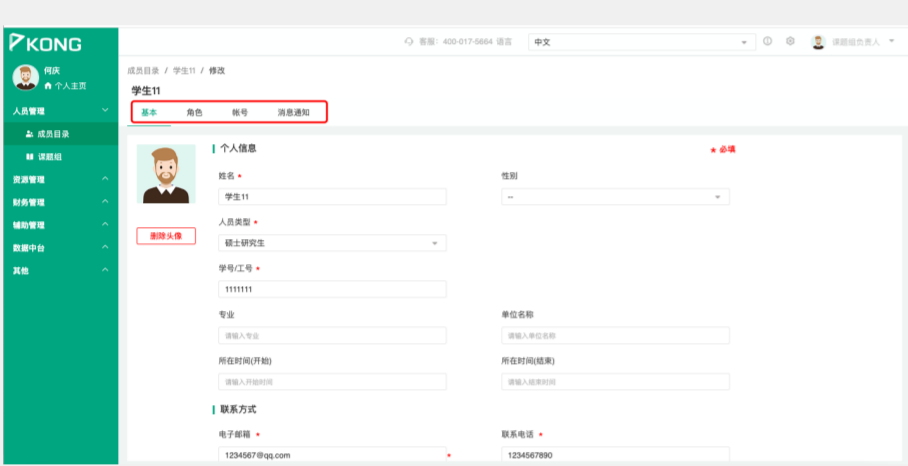 KONG
客服：400-017-5664 语言 中文 课题组负责人
何庆
个人主页
人员管理
成员目录
课题组
资源管理
财务管理
辅助管理
数据中台
其他
成员目录 / 学生11 / 修改
学生11
基本 角色 帐号 消息通知
删除头像
个人信息 ★ 必填
姓名 • 性别
学生11 --
人员类型 •
硕士研究生
学号/工号 •
1111111
专业 单位名称
请输入专业 请输入单位名称
所在时间(开始) 所在时间(结束)
请输入开始时间 请输入结束时间
联系方式
电子邮箱 • 联系电话 •
1234567@qq.com • 1234567890